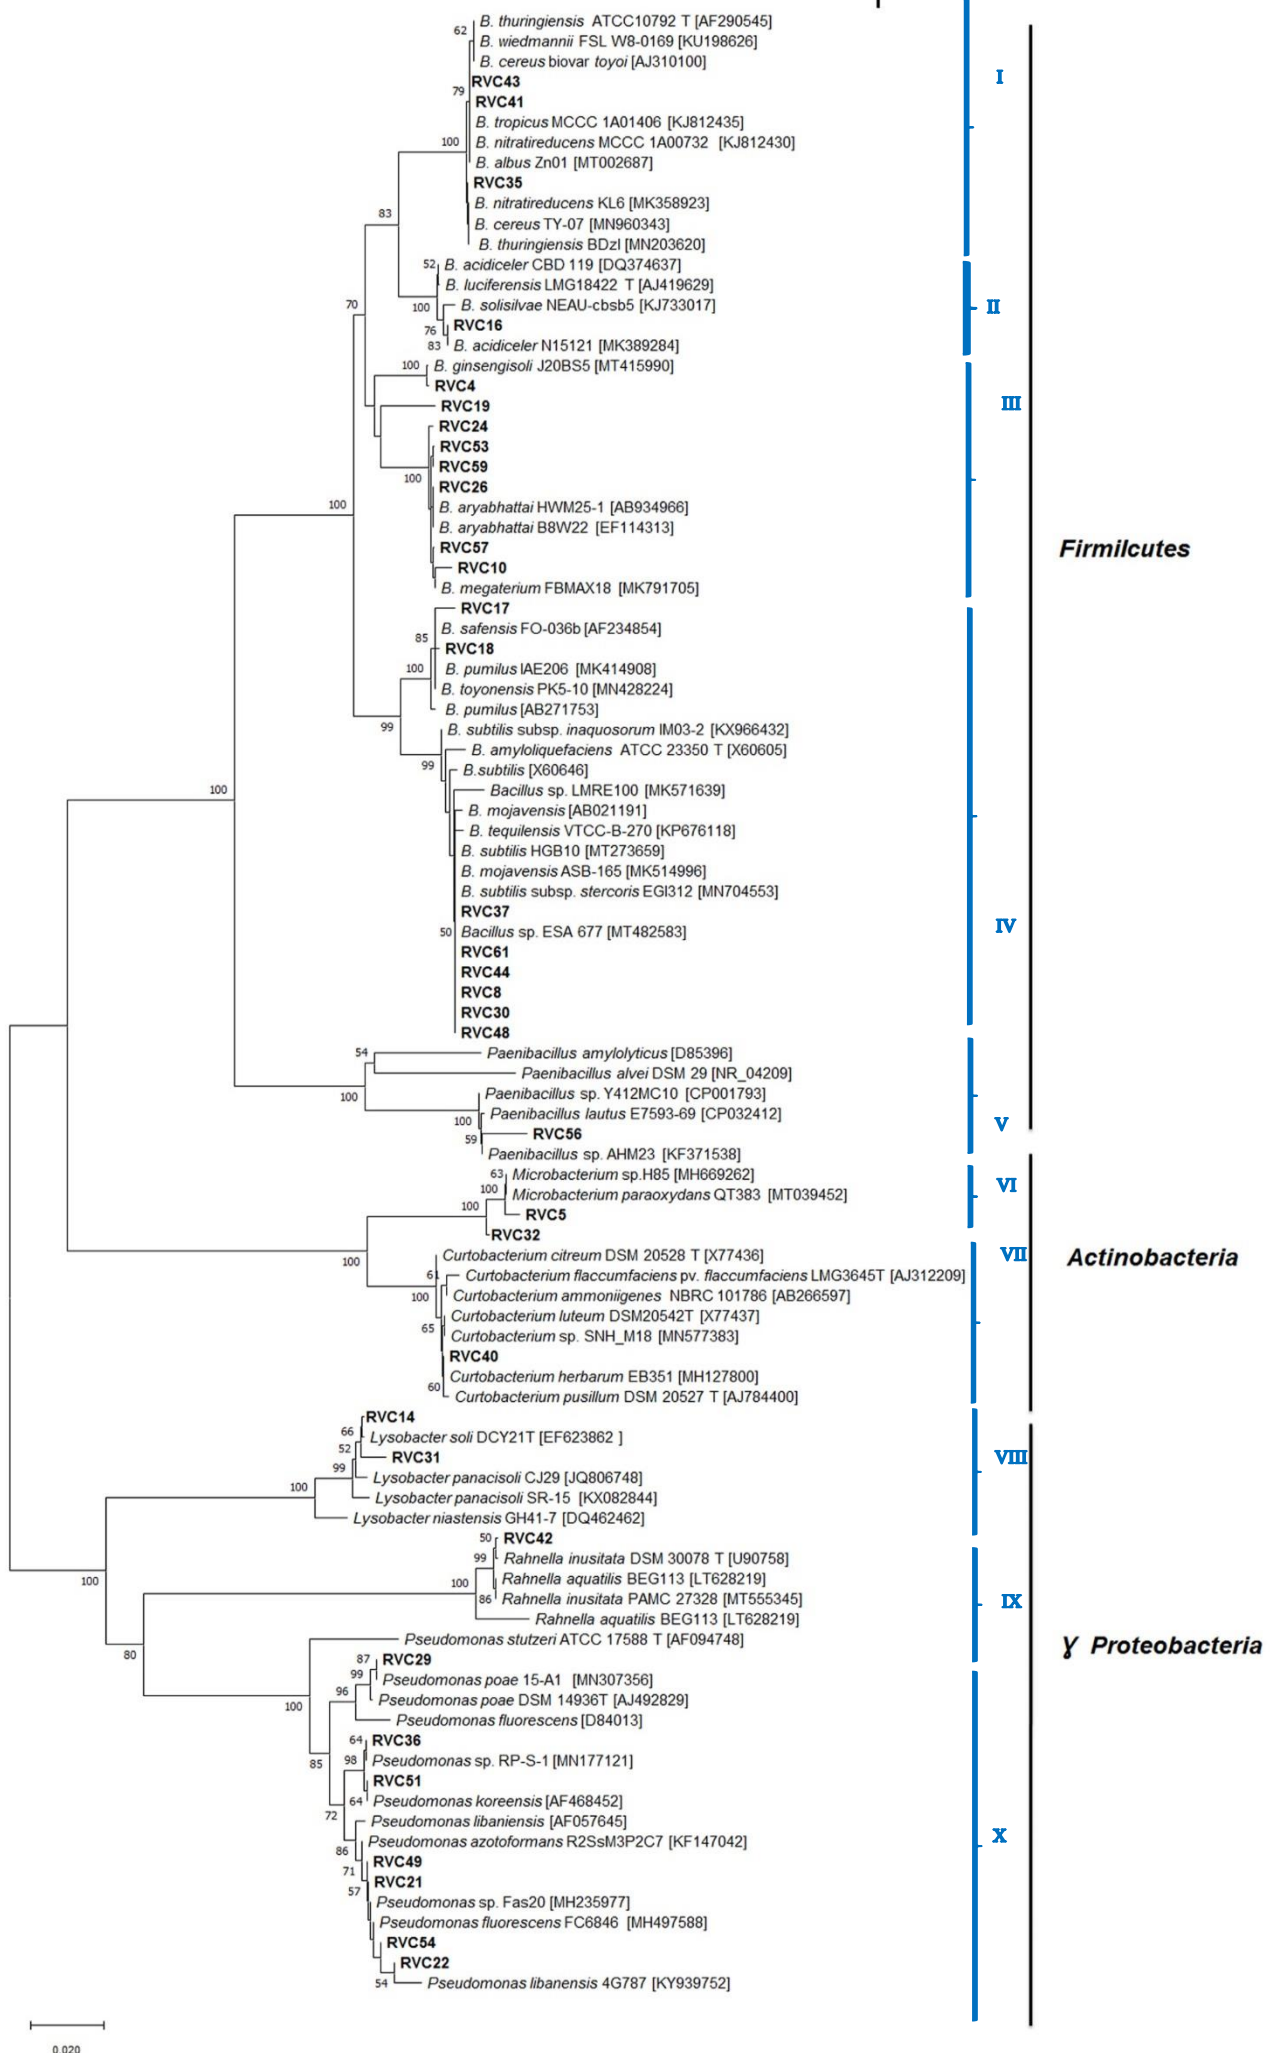 B. thuringiensis ATCC10792 T [AF290545]
62
B. wiedmannii FSL W8-0169 [KU198626]
B. cereus biovar toyoi [AJ310100]
I
RVC43
79
RVC41
B. tropicus MCCC 1A01406 [KJ812435]
100
B. nitratireducens MCCC 1A00732 [KJ812430]
B. albus Zn01 [MT002687]
RVC35
B. nitratireducens KL6 [MK358923]
83
B. cereus TY-07 [MN960343]
B. thuringiensis BDzl [MN203620]
52
B. acidiceler CBD 119 [DQ374637]
B. luciferensis LMG18422 T [AJ419629]
70
100
B. solisilvae NEAU-cbsb5 [KJ733017]
II
76
RVC16
83
B. acidiceler N15121 [MK389284]
100
B. ginsengisoli J20BS5 [MT415990]
RVC4
RVC19
III
RVC24
RVC53
RVC59
100
RVC26
100
B. aryabhattai HWM25-1 [AB934966]
B. aryabhattai B8W22 [EF114313]
RVC57
Firmilcutes
RVC10
B. megaterium FBMAX18 [MK791705]
RVC17
B. safensis FO-036b [AF234854]
85
RVC18
100
B. pumilus IAE206 [MK414908]
B. toyonensis PK5-10 [MN428224]
B. pumilus [AB271753]
99
B. subtilis subsp. inaquosorum IM03-2 [KX966432]
B. amyloliquefaciens ATCC 23350 T [X60605]
99
B.subtilis [X60646]
100
Bacillus sp. LMRE100 [MK571639]
B. mojavensis [AB021191]
B. tequilensis VTCC-B-270 [KP676118]
B. subtilis HGB10 [MT273659]
B. mojavensis ASB-165 [MK514996]
B. subtilis subsp. stercoris EGI312 [MN704553]
RVC37
IV
50
Bacillus sp. ESA 677 [MT482583]
RVC61
RVC44
RVC8
RVC30
RVC48
54
Paenibacillus amylolyticus [D85396]
Paenibacillus alvei DSM 29 [NR_04209]
100
Paenibacillus sp. Y412MC10 [CP001793]
Paenibacillus lautus E7593-69 [CP032412]
100
V
59
RVC56
Paenibacillus sp. AHM23 [KF371538]
63
Microbacterium sp.H85 [MH669262]
100
VI
Microbacterium paraoxydans QT383 [MT039452]
100
RVC5
RVC32
100
Curtobacterium citreum DSM 20528 T [X77436]
VII
Actinobacteria
61
Curtobacterium flaccumfaciens pv. flaccumfaciens LMG3645T [AJ312209]
100
Curtobacterium ammoniigenes NBRC 101786 [AB266597]
Curtobacterium luteum DSM20542T [X77437]
65
Curtobacterium sp. SNH_M18 [MN577383]
RVC40
Curtobacterium herbarum EB351 [MH127800]
60
Curtobacterium pusillum DSM 20527 T [AJ784400]
RVC14
66
Lysobacter soli DCY21T [EF623862 ]
52
RVC31
VIII
99
Lysobacter panacisoli CJ29 [JQ806748]
100
Lysobacter panacisoli SR-15 [KX082844]
Lysobacter niastensis GH41-7 [DQ462462]
50
RVC42
99
Rahnella inusitata DSM 30078 T [U90758]
100
100
Rahnella aquatilis BEG113 [LT628219]
86
Rahnella inusitata PAMC 27328 [MT555345]
IX
Rahnella aquatilis BEG113 [LT628219]
Pseudomonas stutzeri ATCC 17588 T [AF094748]
Ɣ Proteobacteria
80
87
RVC29
99
Pseudomonas poae 15-A1 [MN307356]
96
Pseudomonas poae DSM 14936T [AJ492829]
100
Pseudomonas fluorescens [D84013]
64
RVC36
85
98
Pseudomonas sp. RP-S-1 [MN177121]
RVC51
64
Pseudomonas koreensis [AF468452]
72
Pseudomonas libaniensis [AF057645]
Pseudomonas azotoformans R2SsM3P2C7 [KF147042]
X
86
RVC49
71
RVC21
57
Pseudomonas sp. Fas20 [MH235977]
Pseudomonas fluorescens FC6846 [MH497588]
RVC54
RVC22
54
Pseudomonas libanensis 4G787 [KY939752]
0.020